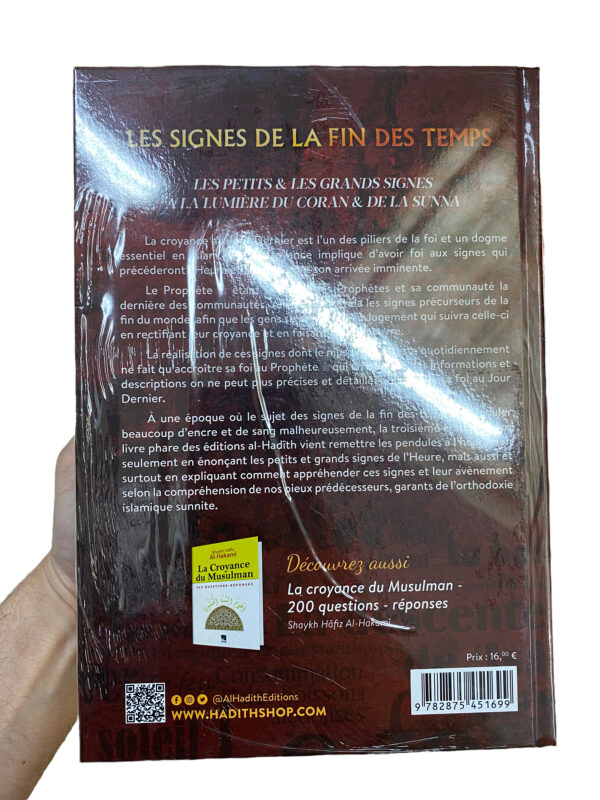 LES SIGNES DE LA FIN DES TEMPS
LES PETITS & LES GRANDS SIGNES
À LA LUMIÈRE DU CORAN & DE LA SUNNA
La croyance Dernier est l'un des piliers de la foi et un dogme
essentiel en implique d'avoir foi aux signes qui
précéderont l'Heure son arrivée imminente.
Le Prophète Prophètes et sa communauté la
dernière des communautés, les signes précurseurs de la
fin du monde, afin que les gens se Jugement qui suivra celle-ci
en rectifiant leur croyance et en
La réalisation de ces signes dont le quotidiennement
ne fait qu'accroître sa foi au Prophète informations et
descriptions on ne peut plus précises et foi au Jour
Dernier.
À une époque où le sujet des signes de la fin des
beaucoup d'encre et de sang malheureusement, la troisième
livre phare des éditions al-Hadîth vient remettre les pendules à
seulement en énonçant les petits et grands signes de l'Heure, mais aussi et
surtout en expliquant comment appréhender ces signes et leur avènement
selon la compréhension de nos pieux prédécesseurs, garants de l'orthodoxie
islamique sunnite.
Shaykh Hâfiz
Al-Hakamî
La Croyance
du Musulman
200 QUESTIONS-RÉPONSES
Découvrez aussi
La croyance du Musulman -
200 questions - réponses
Shaykh Hâfiz Al-Hakamî
Prix : 16,00 €
@AlHadithEditions
WWW.HADITHSHOP.COM
9 782875 451699
soleil